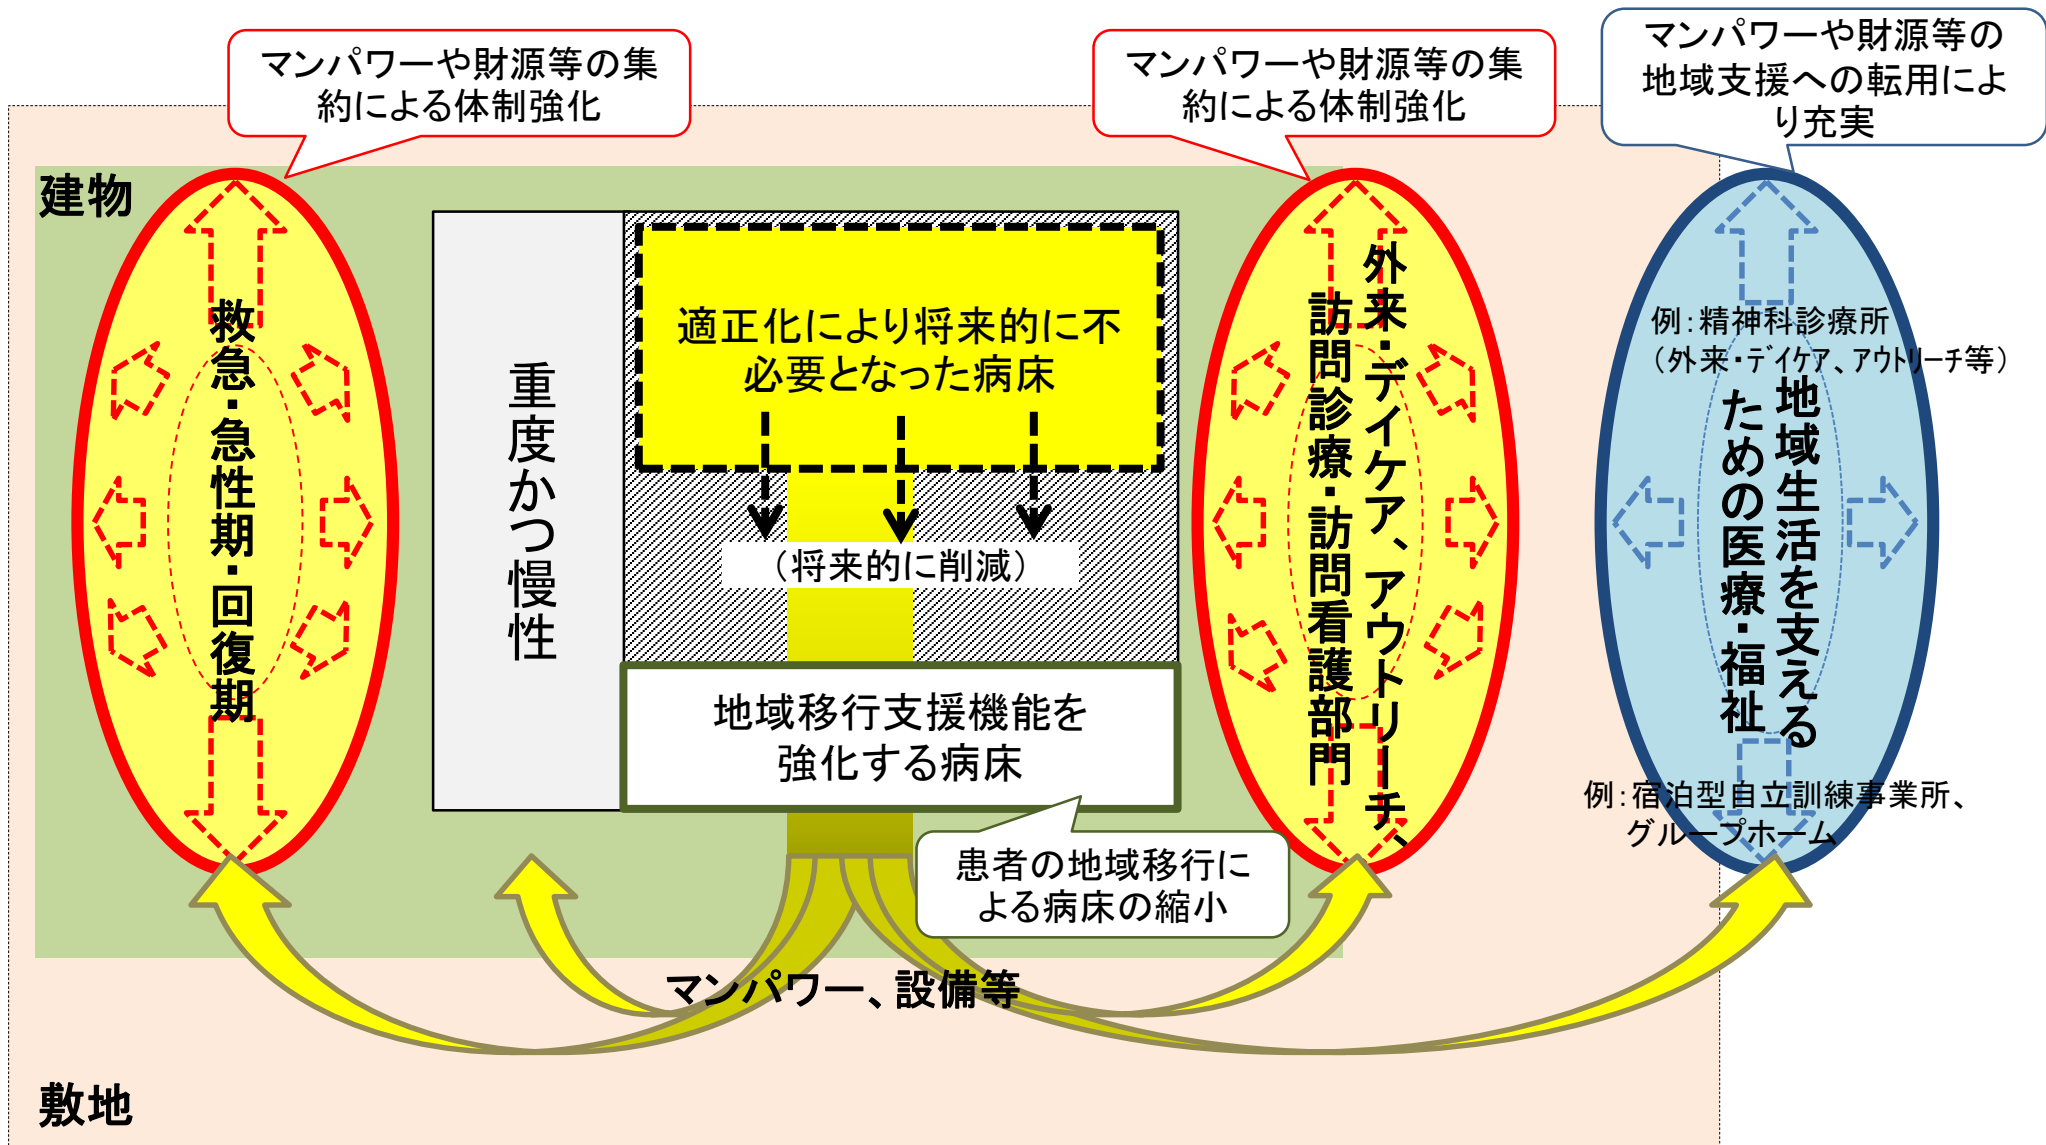 マンパワーや財源等の集
約による体制強化
マンパワーや財源等の集
約による体制強化
マンパワーや財源等の
地域支援への転用によ
り充実
建物
救急・急性期・回復期
重度かつ慢性
適正化により将来的に不
必要となった病床
（将来的に削減）
地域移行支援機能を
強化する病床
患者の地域移行に
よる病床の縮小
外来・デイケア、アウトリーチ、
訪問診療・訪問看護部門
例：精神科診療所
（外来・ﾃﾞｲｹｱ、ｱｳﾄﾘｰﾁ等）
地域生活を支える
ための医療・福祉
例：宿泊型自立訓練事業所、
グループホーム
マンパワー、設備等
敷地